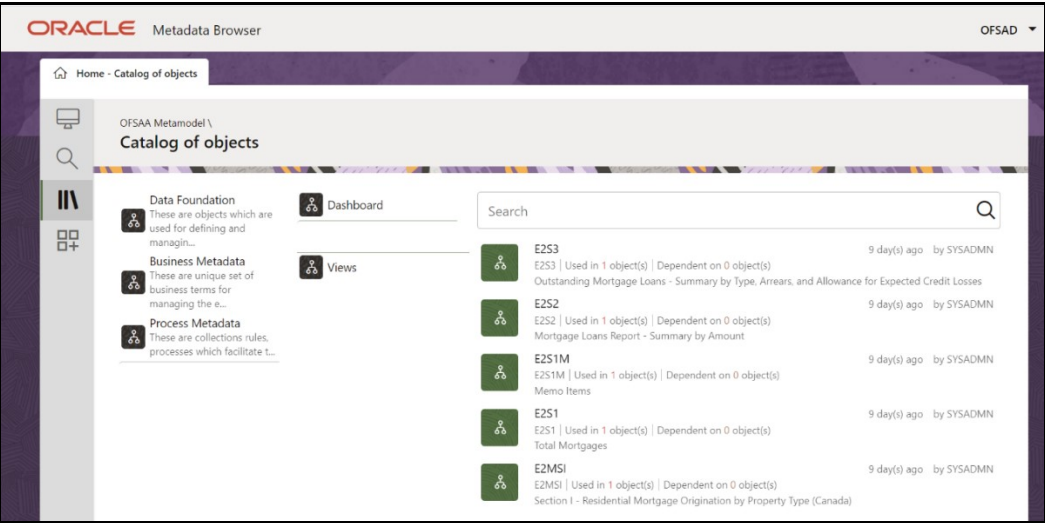 ORACLE Metadata Browser
OFSAD
Home - Catalog of objects
OFSAA Metamodel \
Catalog of objects
Data Foundation
These are objects which are
used for defining and
managin...
Business Metadata
These are unique set of
business terms for
managing the e...
Process Metadata
These are collections rules,
processes which facilitate t...
Dashboard
Views
Search
E2S3
9 day(s) ago by SYSADMN
E2S3 | Used in 1 object(s) | Dependent on 0 object(s)
Outstanding Mortgage Loans - Summary by Type, Arrears, and Allowance for Expected Credit Losses
E2S2
9 day(s) ago by SYSADMN
E2S2 | Used in 1 object(s) | Dependent on 0 object(s)
Mortgage Loans Report - Summary by Amount
E2S1M
9 day(s) ago by SYSADMN
E2S1M | Used in 1 object(s) | Dependent on 0 object(s)
Memo Items
E2S1
9 day(s) ago by SYSADMN
E2S1 | Used in 1 object(s) | Dependent on 0 object(s)
Total Mortgages
E2MSI
9 day(s) ago by SYSADMN
E2MSI | Used in 1 object(s) | Dependent on 0 object(s)
Section I - Residential Mortgage Origination by Property Type (Canada)